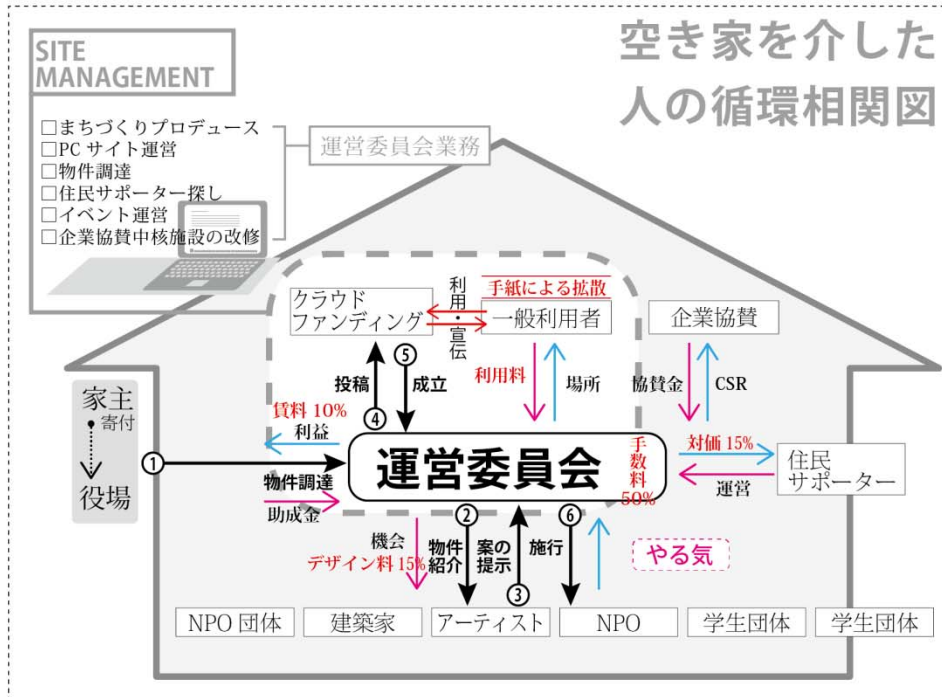 空き家を介した
人の循環相関図
SITE
MANAGEMENT
□まちづくりプロデュース
□PCサイト運営
□物件調達
□住民サポーター探し
□イベント運営
□企業協賛中核施設の改修
運営委員会業務
クラウド
ファンディング
利用・宣伝
手紙による拡散
一般利用者
企業協賛
投稿
④
⑤
成立
利用料
場所
協賛金
CSR
家主
寄付
役場
①
賃料 10%
利益
物件調達
助成金
運営委員会
手数料
50%
対価 15%
運営
住民
サポーター
機会
デザイン料 15%
②
物件
紹介
案の
提示
③
施行
⑥
やる気
NPO 団体
建築家
アーティスト
NPO
学生団体
学生団体